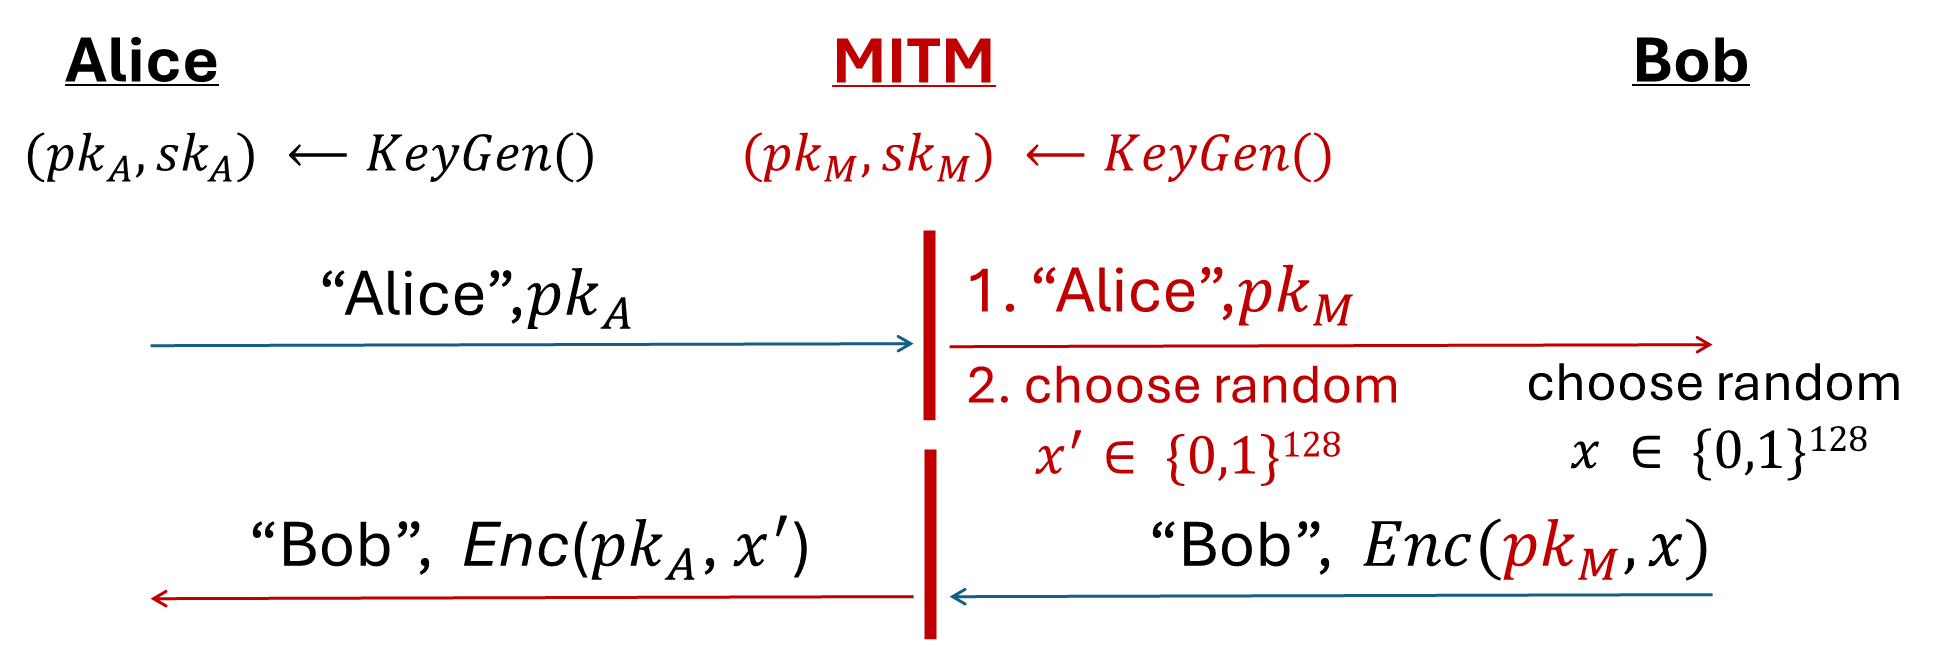 Alice MITM Bob
(pk_A, sk_A) ⟵ KeyGen() (pk_M, sk_M) ⟵ KeyGen()
“Alice”,pk_A 1. “Alice”,pk_M
2. choose random choose random
x′ ∈ {0,1}^128 x ∈ {0,1}^128
“Bob”, Enc(pk_A, x′) “Bob”, Enc(pk_M, x)